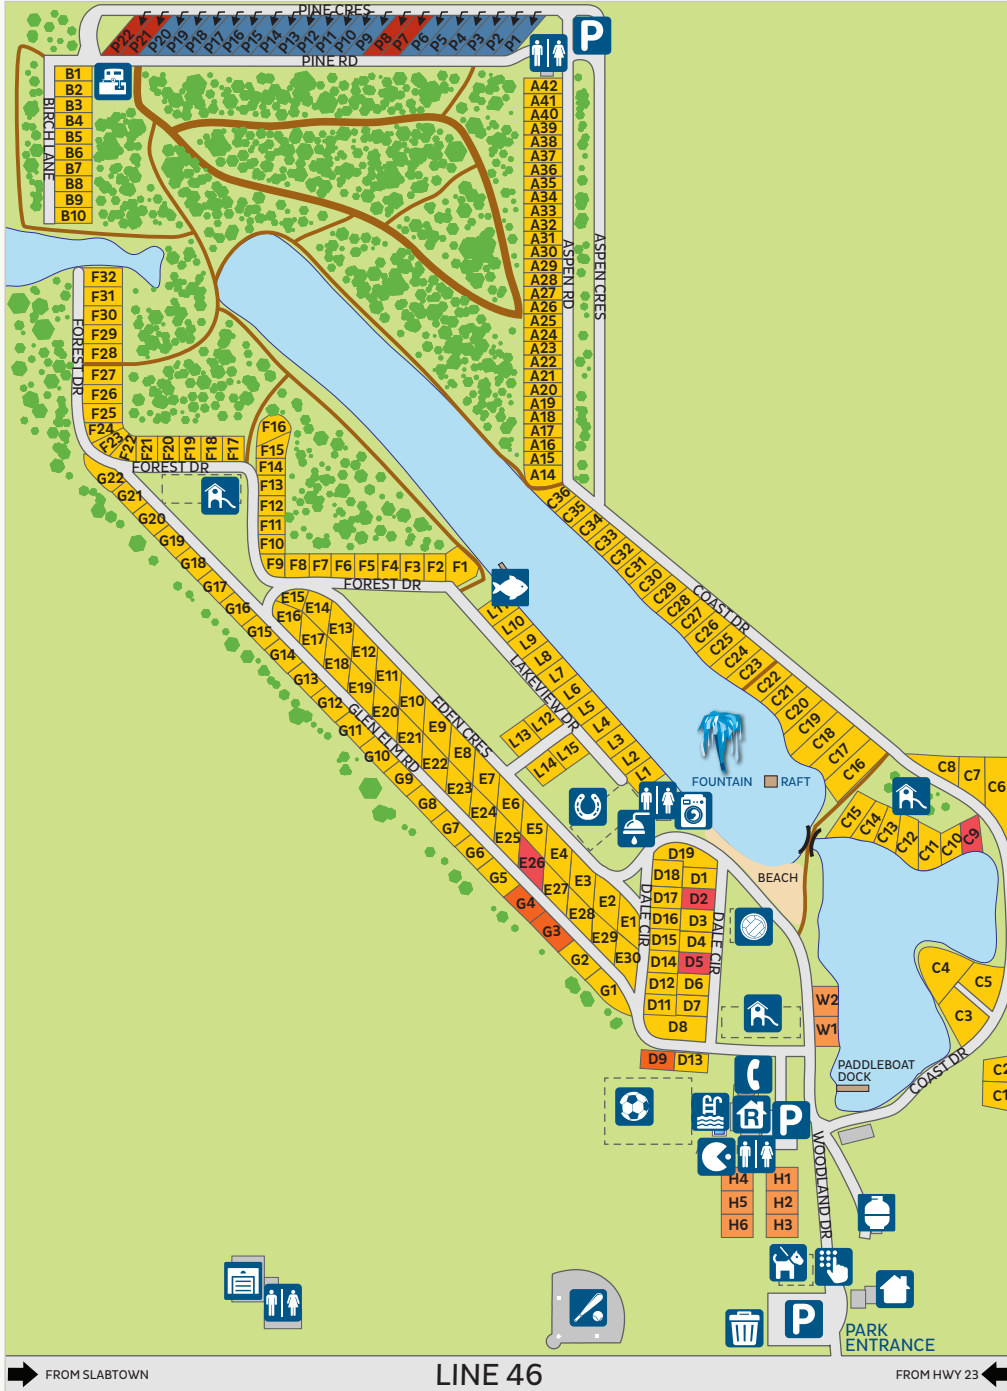 PINE CRES
P22 P21 P20 P19 P18 P17 P16 P15 P14 P13 P12 P11 P10 P9 P8 P7 P6 P5 P4 P3 P2 P1
P
PINE RD
BIRCH LANE
B1
B2
B3
B4
B5
B6
B7
B8
B9
B10
A42
A41
A40
A39
A38
A37
A36
A35
A34
A33
A32
A31
A30
A29
A28
A27
A26
A25
A24
A23
A22
A21
A20
A19
A18
A17
A16
A15
A14
ASPEN RD
ASPEN CRES
F32
F31
F30
F29
F28
F27
F26
F25
F24
F23 F22 F21 F20 F19 F18 F17
FOREST DR
FOREST DR
F16
F15
F14
F13
F12
F11
F10
F9 F8 F7 F6 F5 F4 F3 F2 F1
FOREST DR
G22
G21
G20
G19
G18
G17
G16
G15
G14
G13
G12
G11
G10
G9
G8
G7
G6
G5
G4
G3
G2
G1
GLEN ELM RD
E15
E14
E16
E13
E17
E12
E18
E11
E19
E10
E20
E9
E21
E8
E22
E7
E23
E6
E24
E5
E25
E4
E26
E3
E27
E2
E28
E1
E29
E30
EDEN CRES
L11
L10
L9
L8
L7
L6
L5
L4
L3
L2
L1
LAKEVIEW DR
L13 L12
L14 L15
C36
C35
C34
C33
C32
C31
C30
C29
C28
C27
C26
C25
C24
C23
C22
C21
C20
C19
C18
C17
C16
COAST DR
FOUNTAIN
RAFT
C8 C7 C6
C15 C14 C13 C12 C11 C10 C9
BEACH
D19
D18 D1
D17 D2
D16 D3
D15 D4
D14 D5
D12 D6
D11 D7
D8
D9 D13
DALE CIR
DALE CIR
C4
C5
C3
W2
W1
PADDLEBOAT
DOCK
COAST DR
C2
C1
R
P
WOODLAND DR
H4 H1
H5 H2
H6 H3
P
PARK
ENTRANCE
FROM SLABTOWN
LINE 46
FROM HWY 23